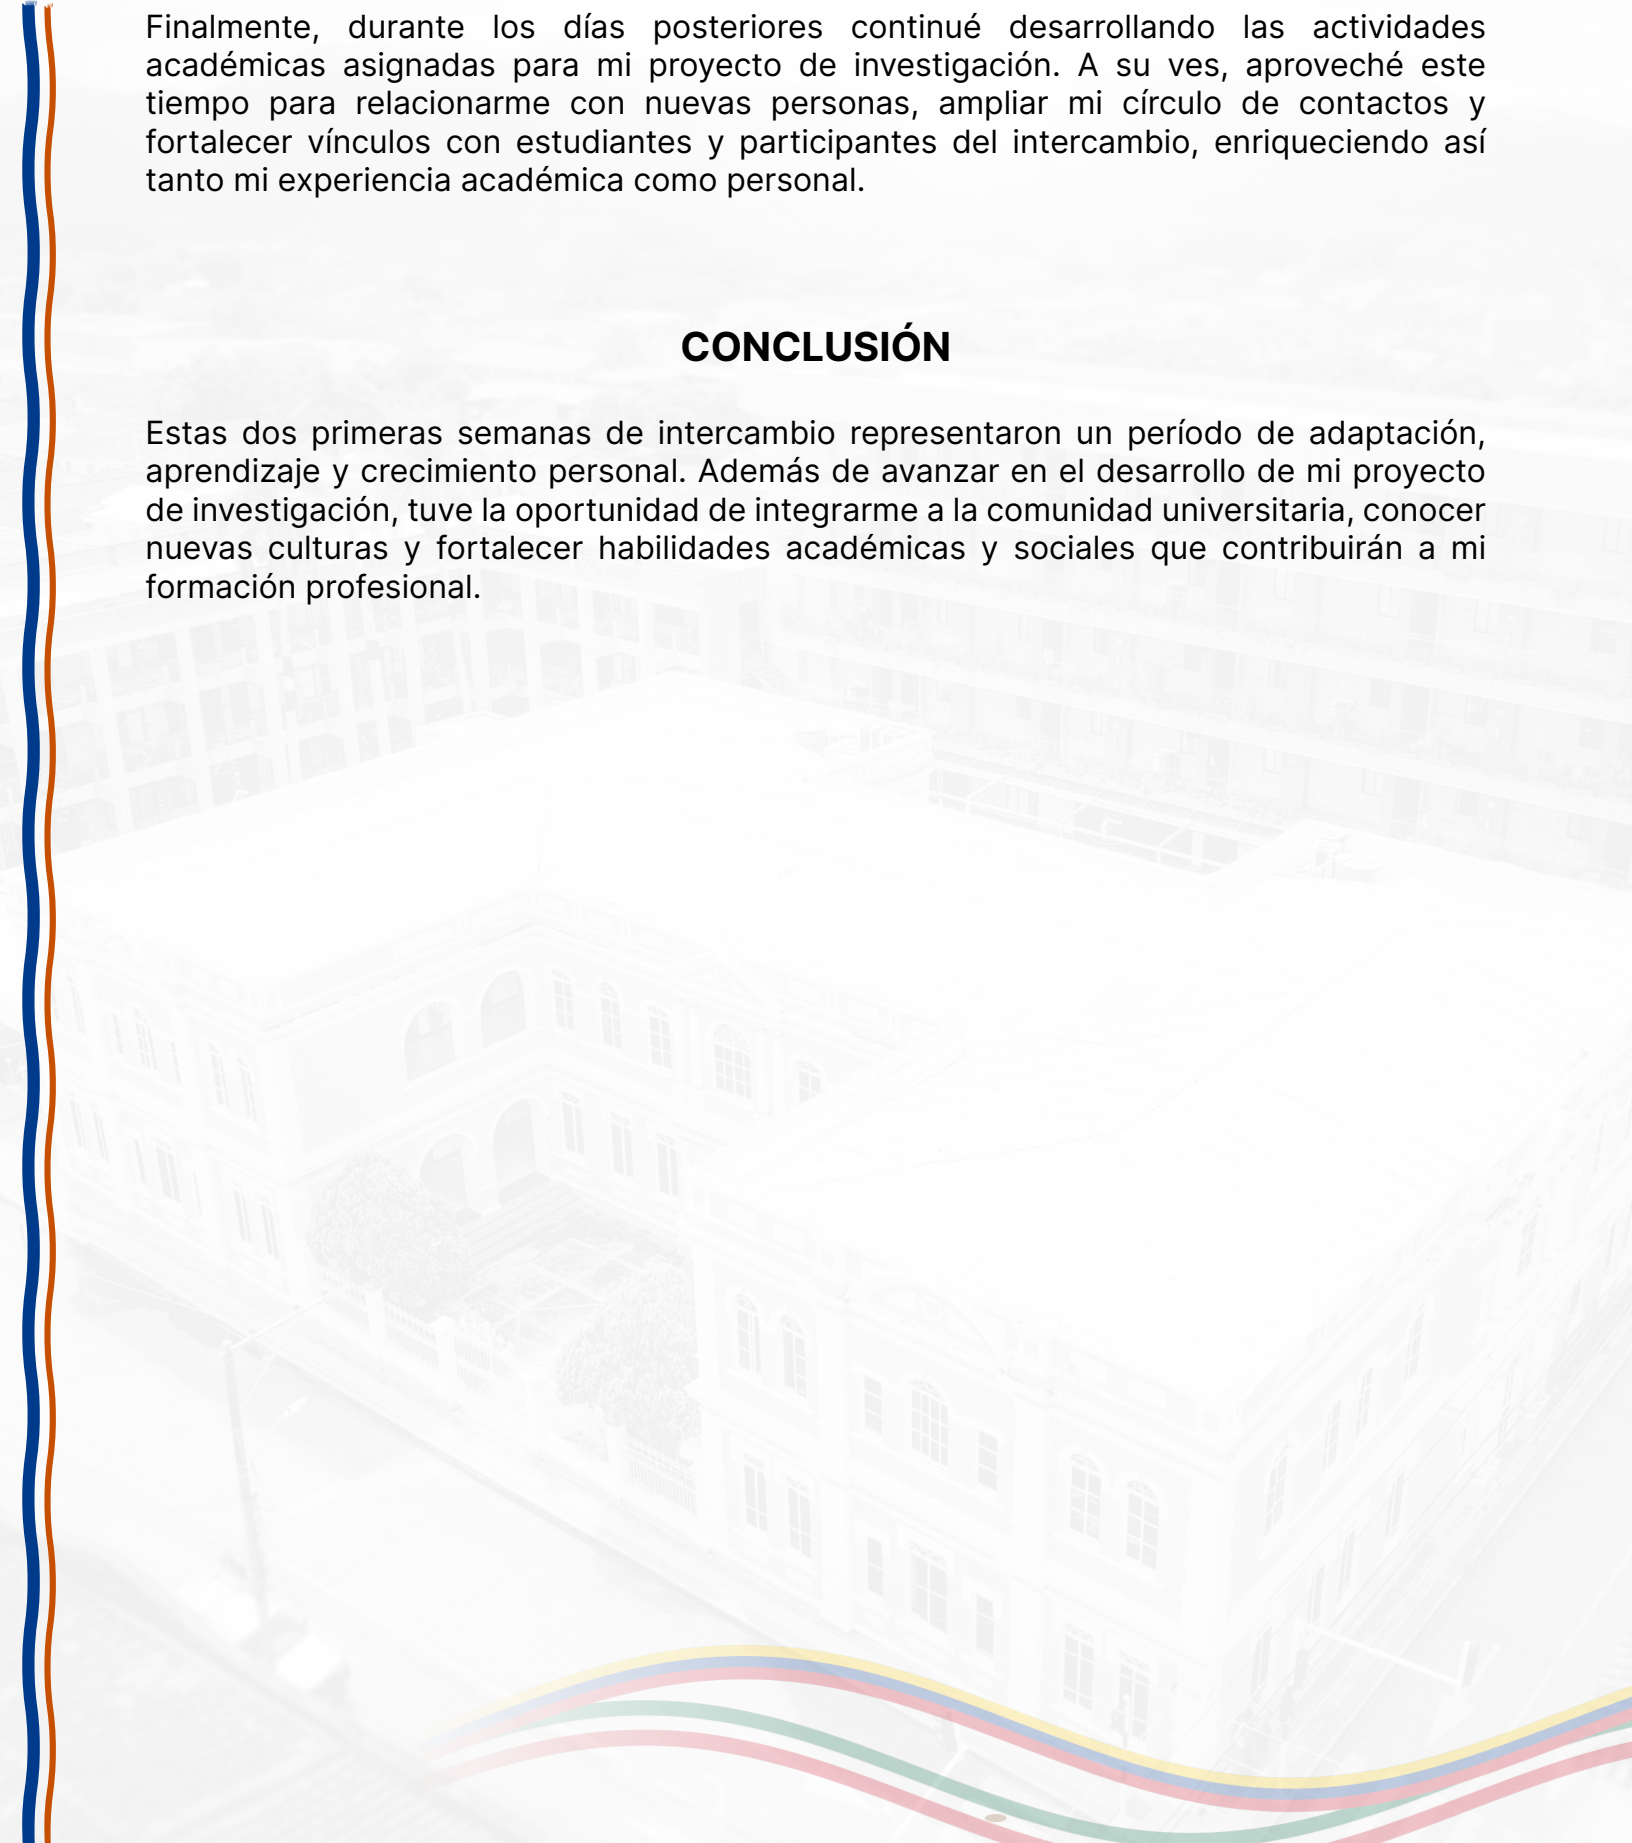 Finalmente, durante los días posteriores continué desarrollando las actividades
académicas asignadas para mi proyecto de investigación. A su ves, aproveché este
tiempo para relacionarme con nuevas personas, ampliar mi círculo de contactos y
fortalecer vínculos con estudiantes y participantes del intercambio, enriqueciendo así
tanto mi experiencia académica como personal.
CONCLUSIÓN
Estas dos primeras semanas de intercambio representaron un período de adaptación,
aprendizaje y crecimiento personal. Además de avanzar en el desarrollo de mi proyecto
de investigación, tuve la oportunidad de integrarme a la comunidad universitaria, conocer
nuevas culturas y fortalecer habilidades académicas y sociales que contribuirán a mi
formación profesional.